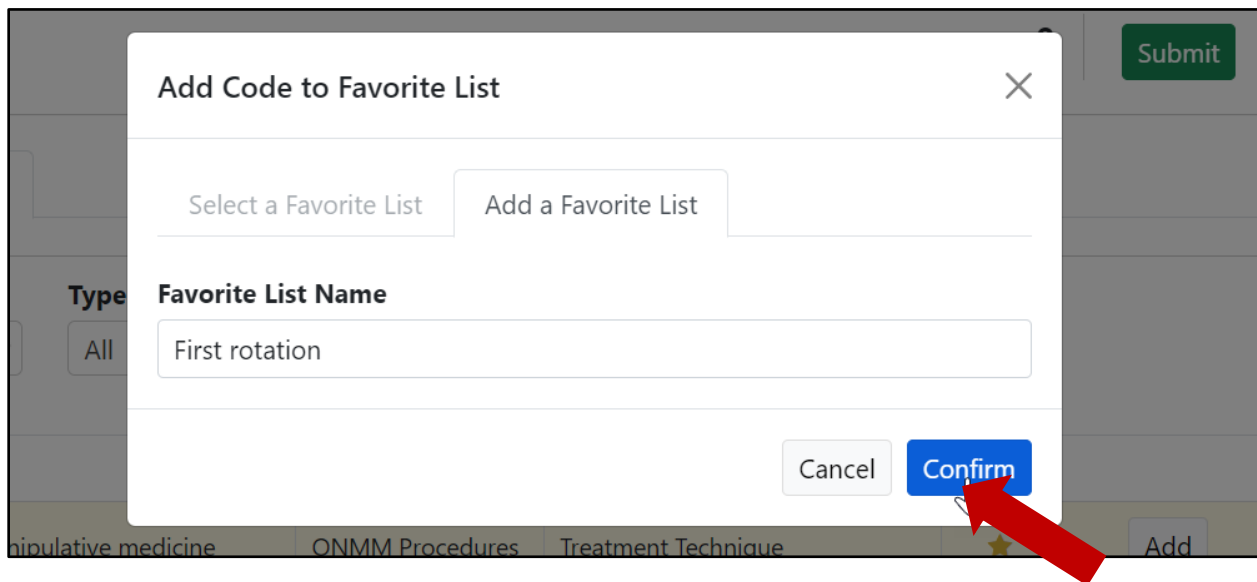 Submit
Add Code to Favorite List
Select a Favorite List Add a Favorite List
Type Favorite List Name
All First rotation
Cancel Confirm
medicine ONMM Procedures Treatment Technique Add